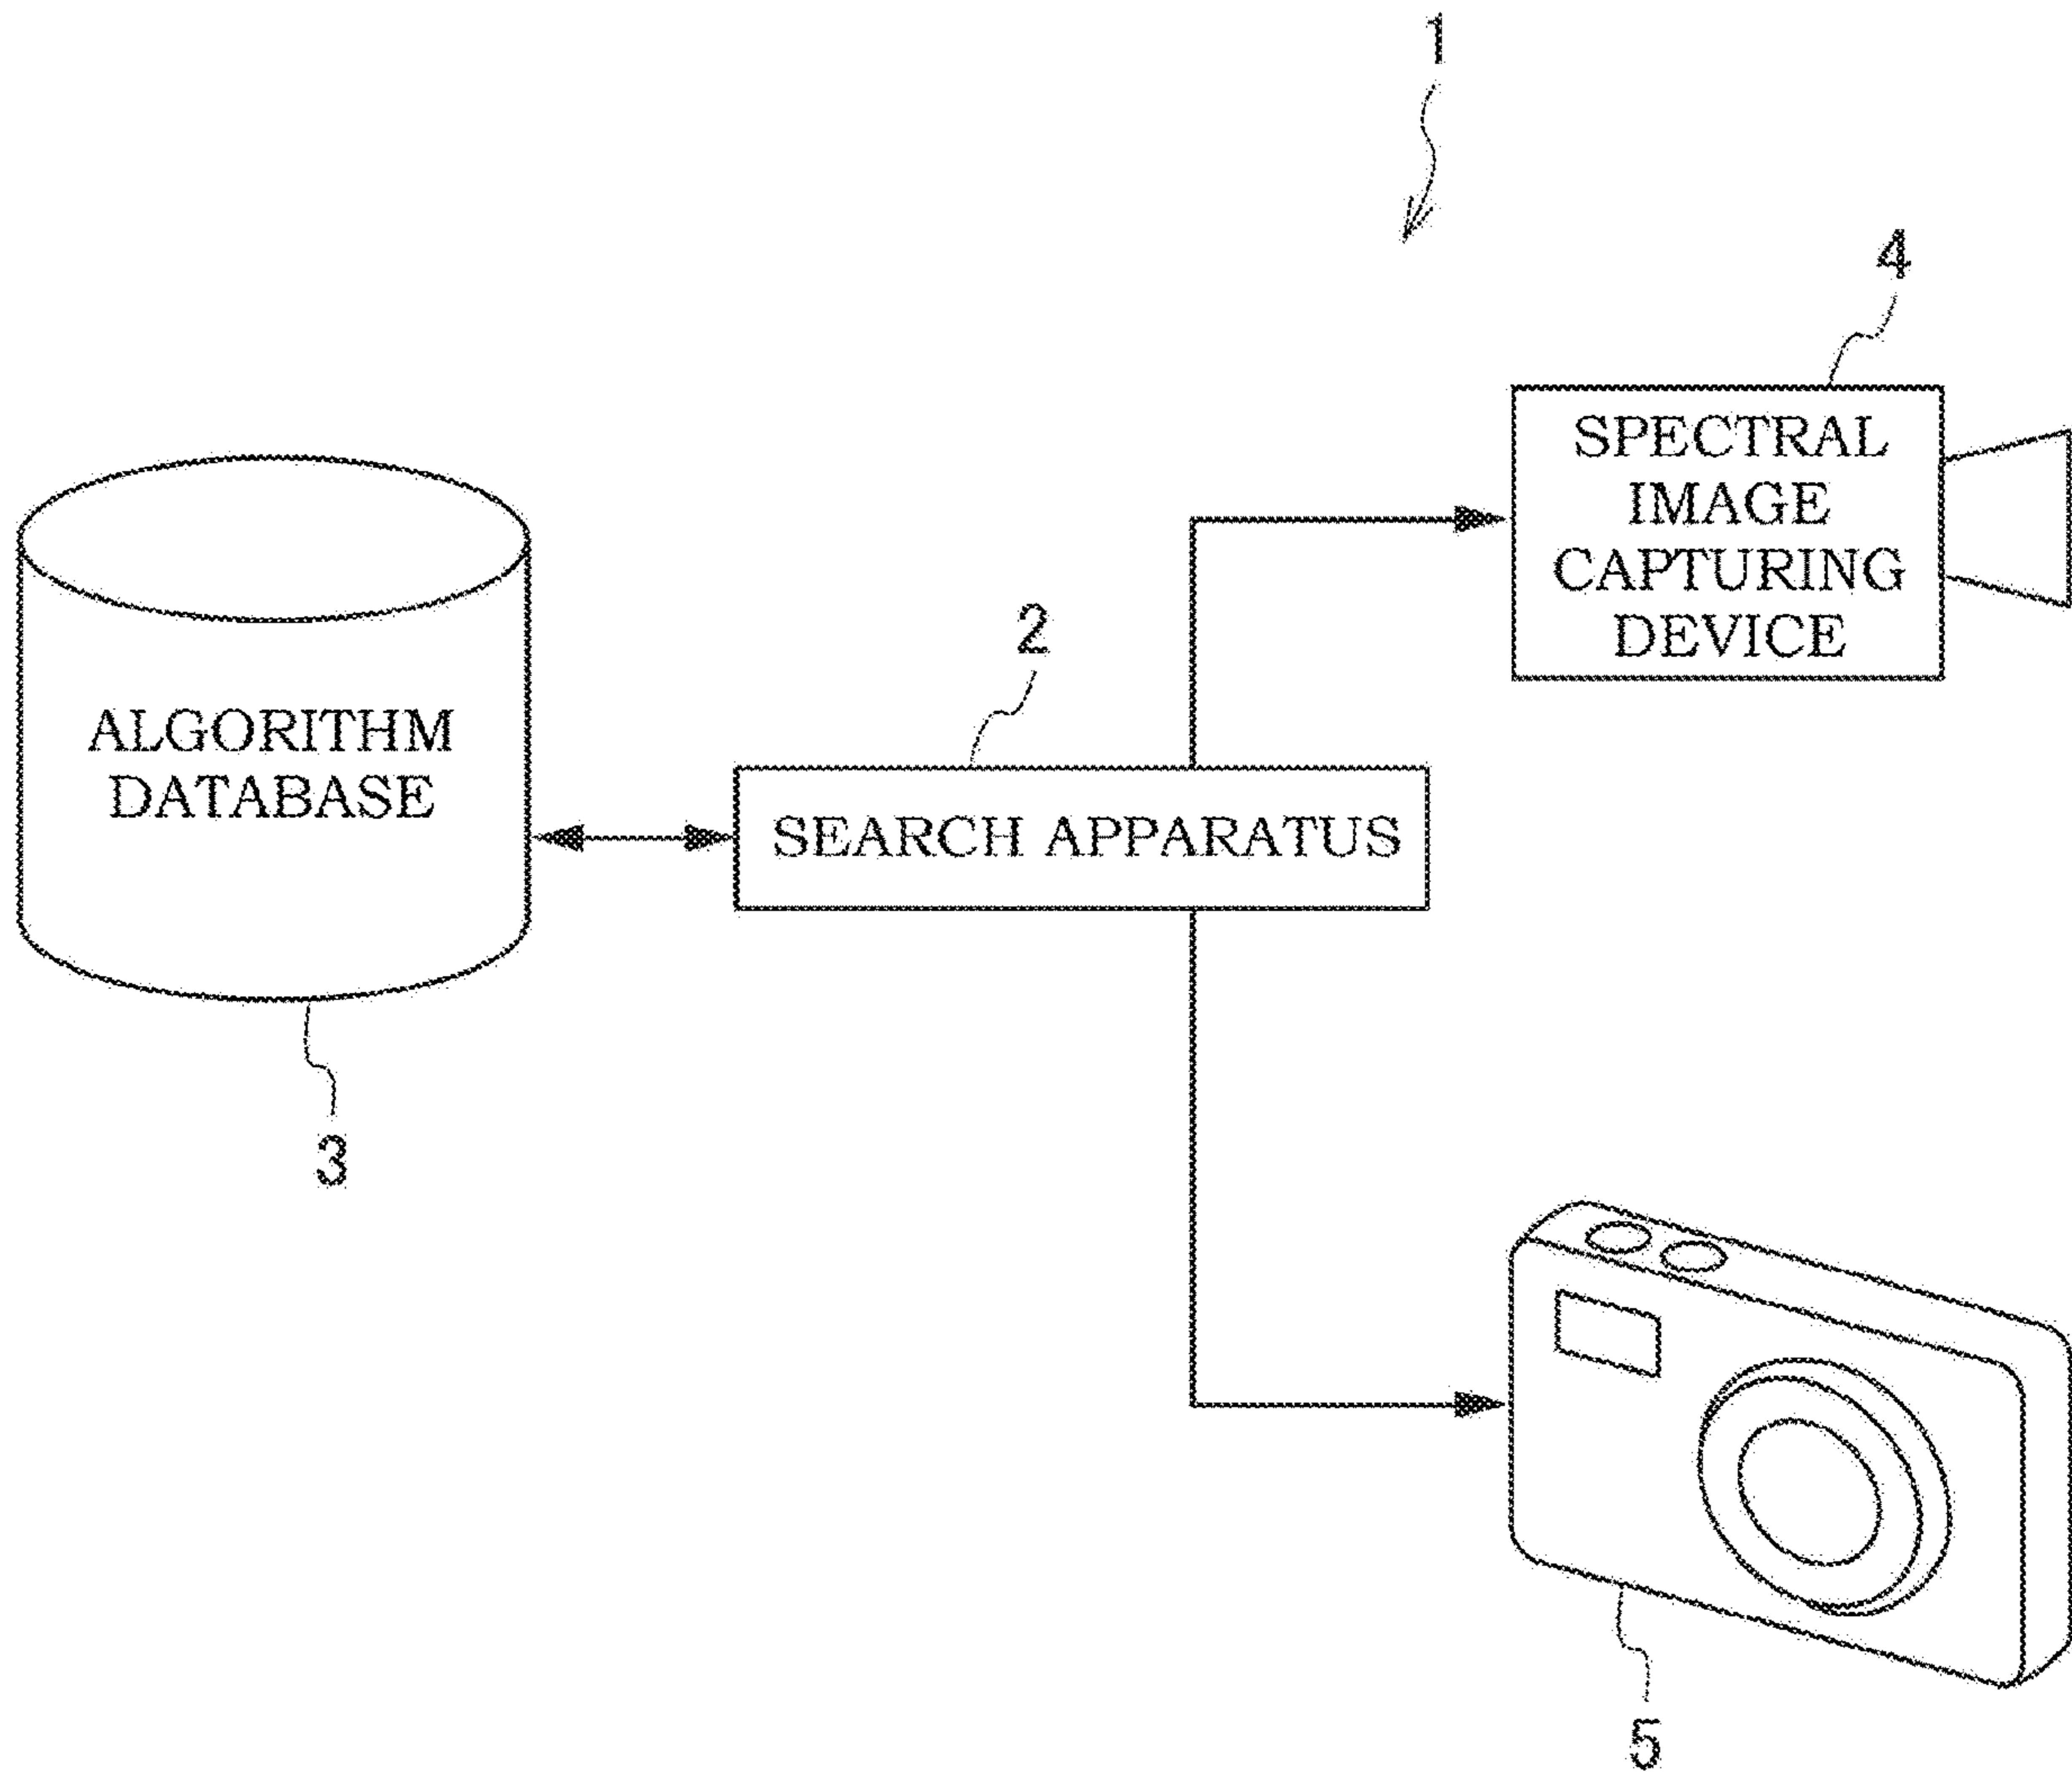 1
4
SPECTRAL
IMAGE
CAPTURING
DEVICE
2
ALGORITHM
DATABASE
SEARCH APPARATUS
3
5